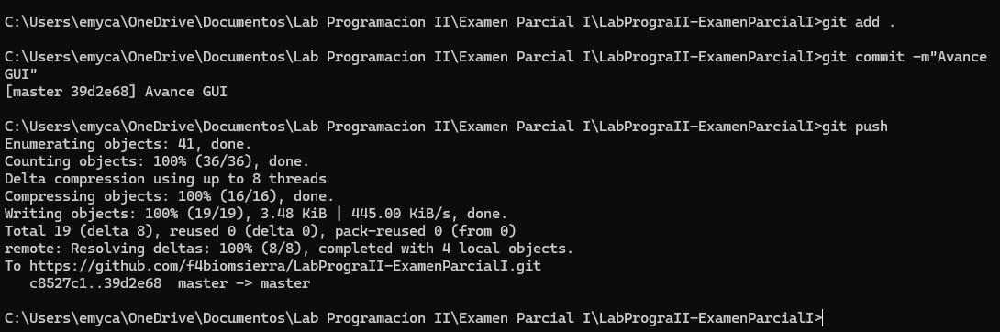 C:\Users\emyca\OneDrive\Documentos\Lab Programacion II\Examen Parcial I\LabPrograII-ExamenParcialI>git add .
C:\Users\emyca\OneDrive\Documentos\Lab Programacion II\Examen Parcial I\LabPrograII-ExamenParcialI>git commit -m"Avance
GUI"
[master 39d2e68] Avance GUI
C:\Users\emyca\OneDrive\Documentos\Lab Programacion II\Examen Parcial I\LabPrograII-ExamenParcialI>git push
Enumerating objects: 41, done.
Counting objects: 100% (36/36), done.
Delta compression using up to 8 threads
Compressing objects: 100% (16/16), done.
Writing objects: 100% (19/19), 3.48 KiB | 445.00 KiB/s, done.
Total 19 (delta 8), reused 0 (delta 0), pack-reused 0 (from 0)
remote: Resolving deltas: 100% (8/8), completed with 4 local objects.
To https://github.com/f4biomsierra/LabPrograII-ExamenParcialI.git
   c8527c1..39d2e68  master -> master
C:\Users\emyca\OneDrive\Documentos\Lab Programacion II\Examen Parcial I\LabPrograII-ExamenParcialI>